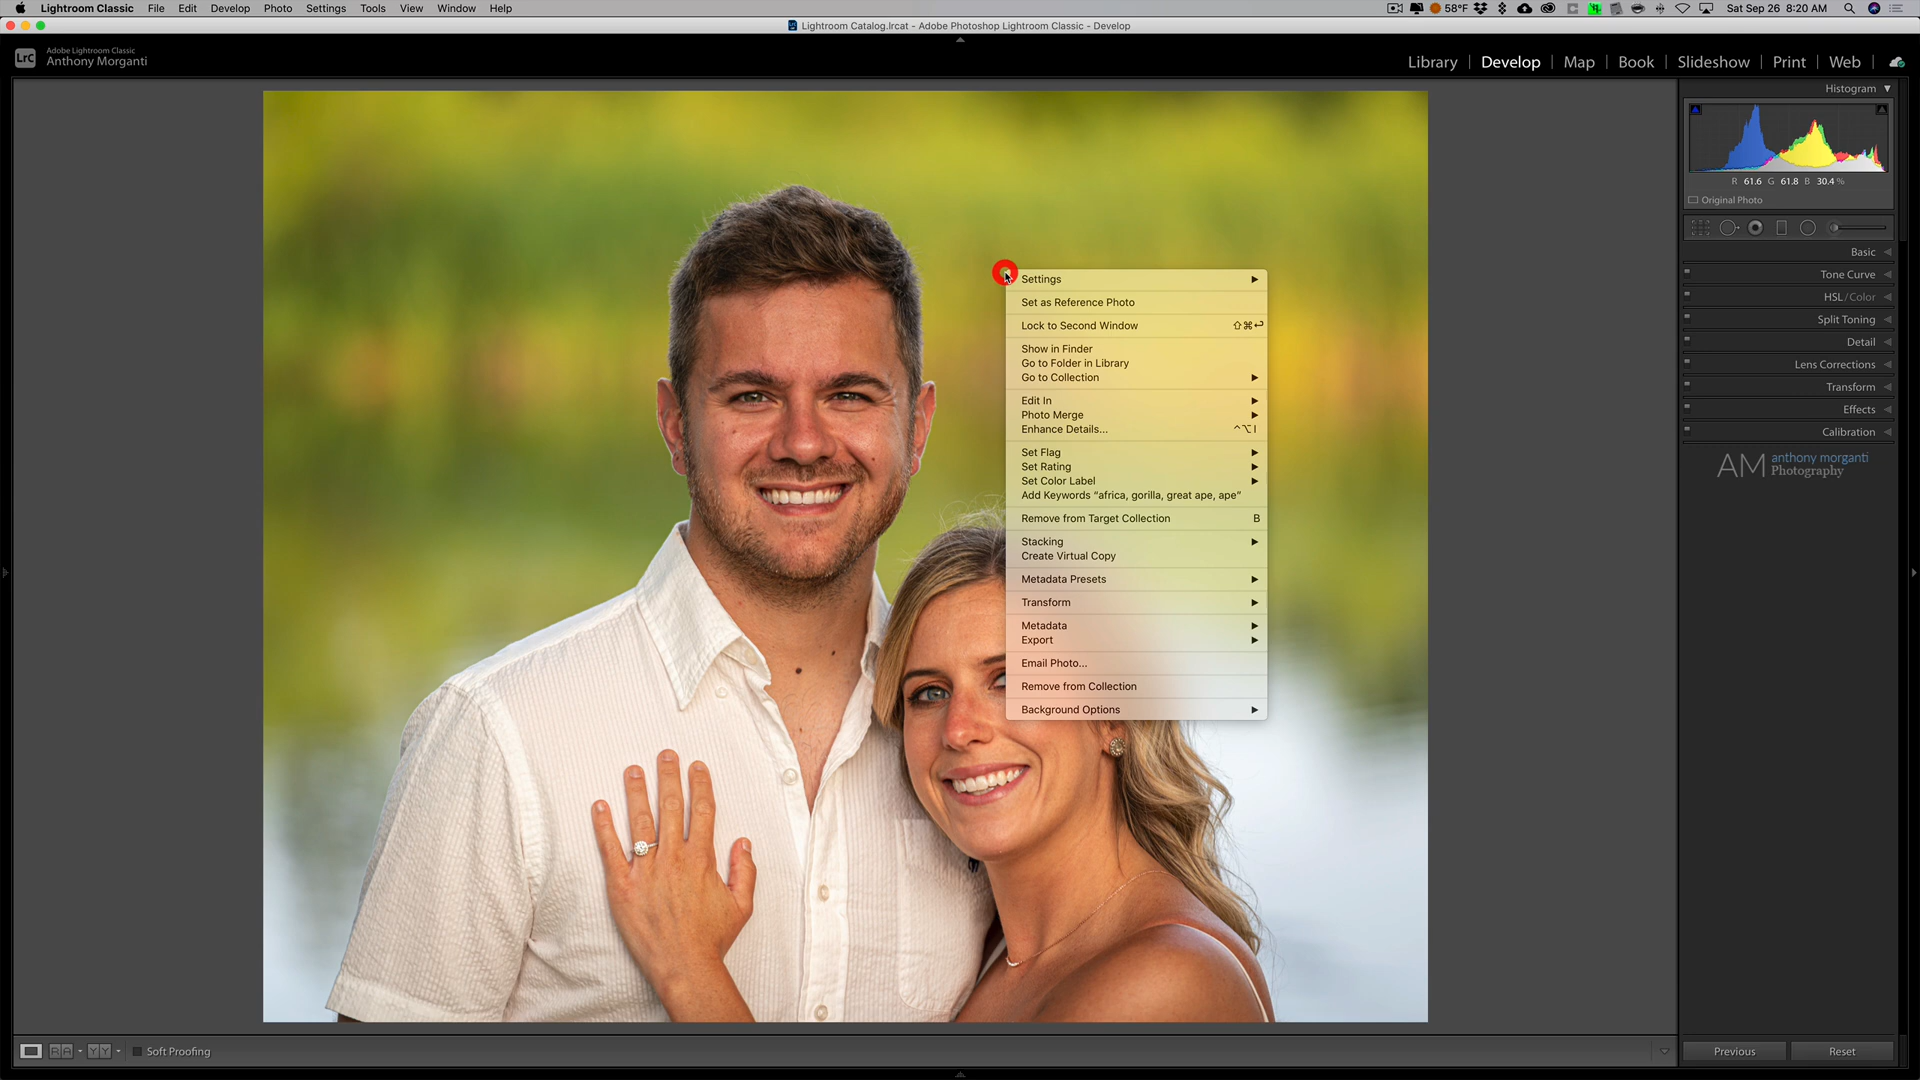 Lightroom Classic File Edit Develop Photo Settings Tools View Window Help 58°F Sat Sep 26 8:20 AM
Lightroom Catalog.lrcat - Adobe Photoshop Lightroom Classic - Develop
LrC
Adobe Lightroom Classic
Anthony Morganti
Library | Develop | Map | Book | Slideshow | Print | Web
Histogram
R 61.6 G 61.8 B 30.4 %
Original Photo
Basic
Tone Curve
HSL / Color
Split Toning
Detail
Lens Corrections
Transform
Effects
Calibration
AM anthony morganti
Photography
Settings
Set as Reference Photo
Lock to Second Window ⇧⌘↩
Show in Finder
Go to Folder in Library
Go to Collection
Edit In
Photo Merge
Enhance Details... ^⌥I
Set Flag
Set Rating
Set Color Label
Add Keywords “africa, gorilla, great ape, ape”
Remove from Target Collection B
Stacking
Create Virtual Copy
Metadata Presets
Transform
Metadata
Export
Email Photo...
Remove from Collection
Background Options
RA YY Soft Proofing
Previous Reset